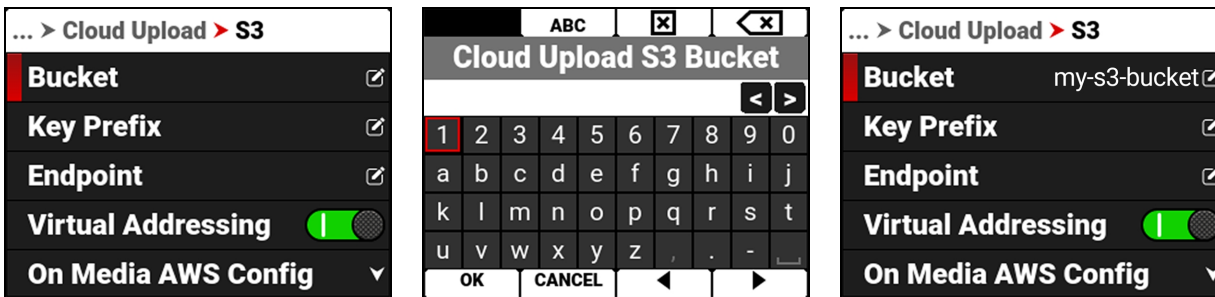 ... > Cloud Upload > S3
Bucket
Key Prefix
Endpoint
Virtual Addressing
On Media AWS Config
ABC
Cloud Upload S3 Bucket
< >
1 2 3 4 5 6 7 8 9 0
a b c d e f g h i j
k l m n o p q r s t
u v w x y z , . - ⎵
OK CANCEL
... > Cloud Upload > S3
Bucket my-s3-bucket
Key Prefix
Endpoint
Virtual Addressing
On Media AWS Config